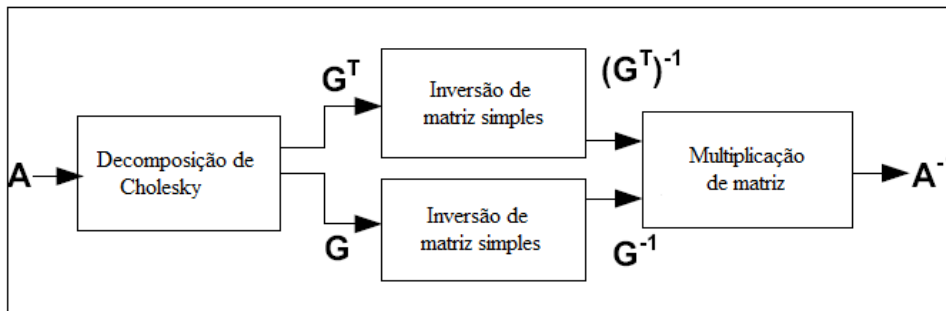 G^T
(G^T)^-1
Inversão de
matriz simples
A
Decomposição de
Cholesky
Multiplicação
de matriz
A^-
G
Inversão de
matriz simples
G^-1